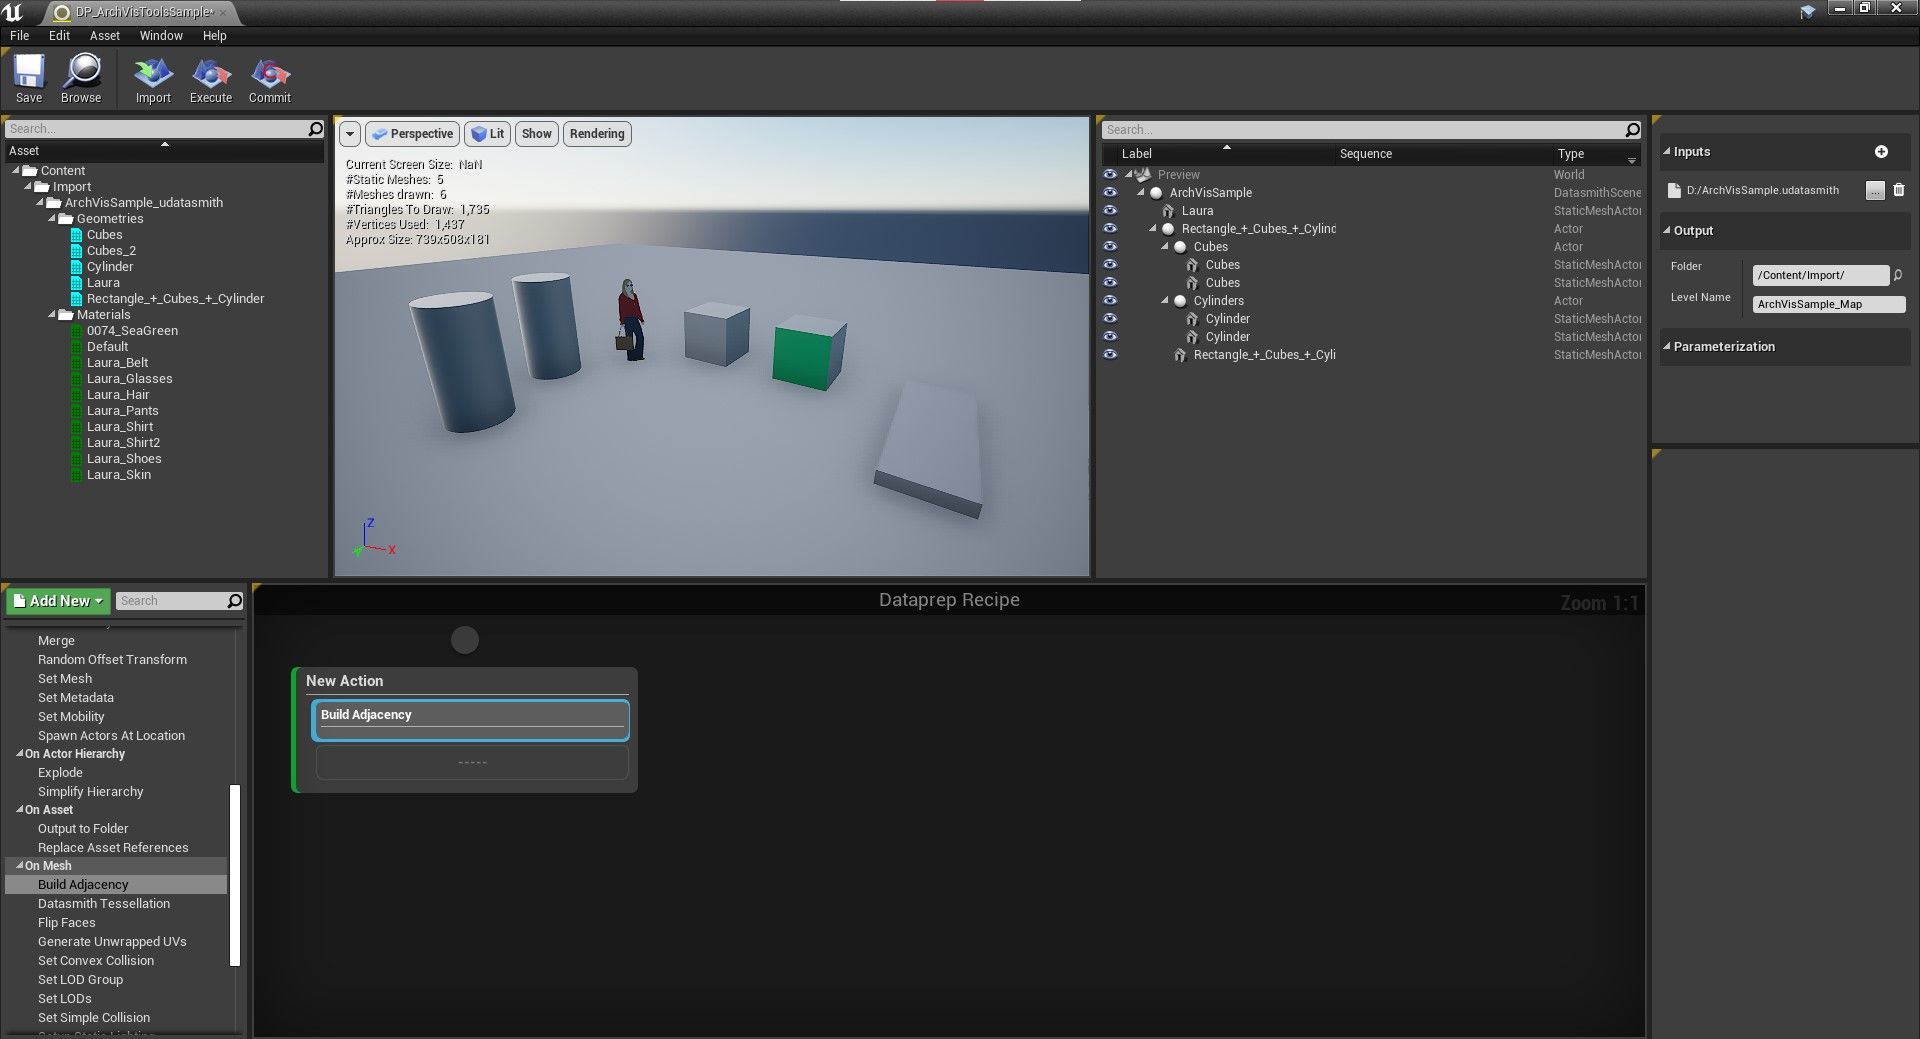 DP_ArchVisToolsSample*
File Edit Asset Window Help
Save Browse Import Execute Commit
Search...
Asset
Content
Import
ArchVisSample_udatasmith
Geometries
Cubes
Cubes_2
Cylinder
Laura
Rectangle_+_Cubes_+_Cylinder
Materials
0074_SeaGreen
Default
Laura_Belt
Laura_Glasses
Laura_Hair
Laura_Pants
Laura_Shirt
Laura_Shirt2
Laura_Shoes
Laura_Skin
Perspective Lit Show Rendering
Current Screen Size: NaN
#Static Meshes: 5
#Meshes drawn: 6
#Triangles To Draw: 1,735
#Vertices Used: 1,437
Approx Size: 739x508x181
Z
X
Search...
Label Sequence Type
Preview World
ArchVisSample DatasmithScene
Laura StaticMeshActor
Rectangle_+_Cubes_+_Cylind Actor
Cubes Actor
Cubes StaticMeshActor
Cubes StaticMeshActor
Cylinders Actor
Cylinder StaticMeshActor
Cylinder StaticMeshActor
Rectangle_+_Cubes_+_Cyli StaticMeshActor
Inputs
D:/ArchVisSample.udatasmith ...
Output
Folder /Content/Import/
Level Name ArchVisSample_Map
Parameterization
Add New Search
Merge
Random Offset Transform
Set Mesh
Set Metadata
Set Mobility
Spawn Actors At Location
On Actor Hierarchy
Explode
Simplify Hierarchy
On Asset
Output to Folder
Replace Asset References
On Mesh
Build Adjacency
Datasmith Tessellation
Flip Faces
Generate Unwrapped UVs
Set Convex Collision
Set LOD Group
Set LODs
Set Simple Collision
Dataprep Recipe
Zoom 1:1
New Action
Build Adjacency
-----